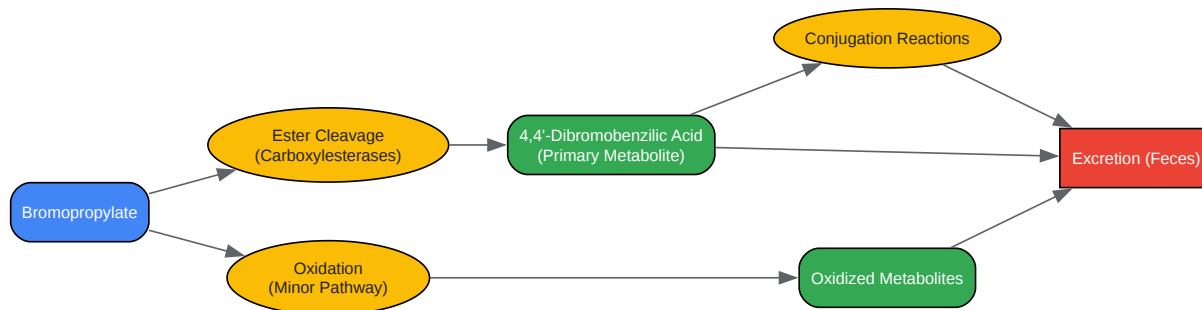 Conjugation Reactions
Ester Cleavage
(Carboxylesterases)
4,4'-Dibromobenzilic Acid
(Primary Metabolite)
Excretion (Feces)
Bromopropylate
Oxidation
(Minor Pathway)
Oxidized Metabolites